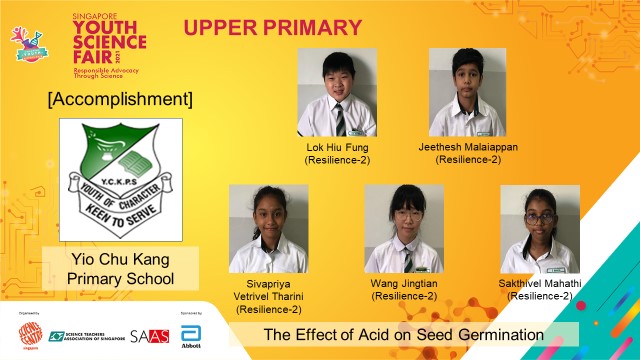 SINGAPORE
YOUTH
SCIENCE
FAIR 2021
Responsible Advocacy
Through Science
UPPER PRIMARY
[Accomplishment]
Y.C.K.P.S
YOUTH OF CHARACTER
KEEN TO SERVE
Yio Chu Kang
Primary School
Lok Hiu Fung
(Resilience-2)
Jeethesh Malaiappan
(Resilience-2)
Sivapriya
Vetrivel Tharini
(Resilience-2)
Wang Jingtian
(Resilience-2)
Sakthivel Mahathi
(Resilience-2)
Organised by
SCIENCE
CENTRE
singapore
SCIENCE TEACHERS
ASSOCIATION OF SINGAPORE
SAAS
Sponsored by
Abbott
The Effect of Acid on Seed Germination